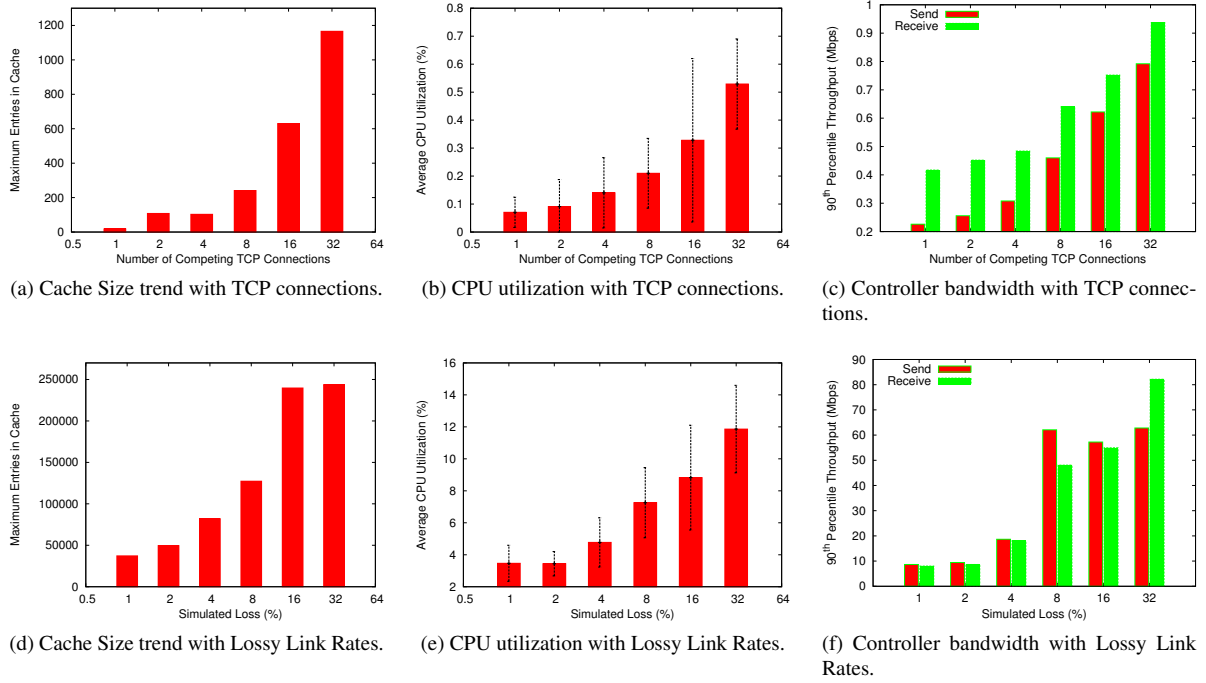 1200
1000
800
600
400
200
0
Maximum Entries in Cache
0.5 1 2 4 8 16 32 64
Number of Competing TCP Connections
(a) Cache Size trend with TCP connections.
0.8
0.7
0.6
0.5
0.4
0.3
0.2
0.1
0
Average CPU Utilization (%)
0.5 1 2 4 8 16 32 64
Number of Competing TCP Connections
(b) CPU utilization with TCP connections.
1
0.9
0.8
0.7
0.6
0.5
0.4
0.3
0.2
90th Percentile Throughput (Mbps)
Send
Receive
1 2 4 8 16 32
Number of Competing TCP Connections
(c) Controller bandwidth with TCP connec-
tions.
250000
200000
150000
100000
50000
0
Maximum Entries in Cache
0.5 1 2 4 8 16 32 64
Simulated Loss (%)
(d) Cache Size trend with Lossy Link Rates.
16
14
12
10
8
6
4
2
Average CPU Utilization (%)
0.5 1 2 4 8 16 32 64
Simulated Loss (%)
(e) CPU utilization with Lossy Link Rates.
90
80
70
60
50
40
30
20
10
0
90th Percentile Throughput (Mbps)
Send
Receive
1 2 4 8 16 32
Simulated Loss (%)
(f) Controller bandwidth with Lossy Link
Rates.